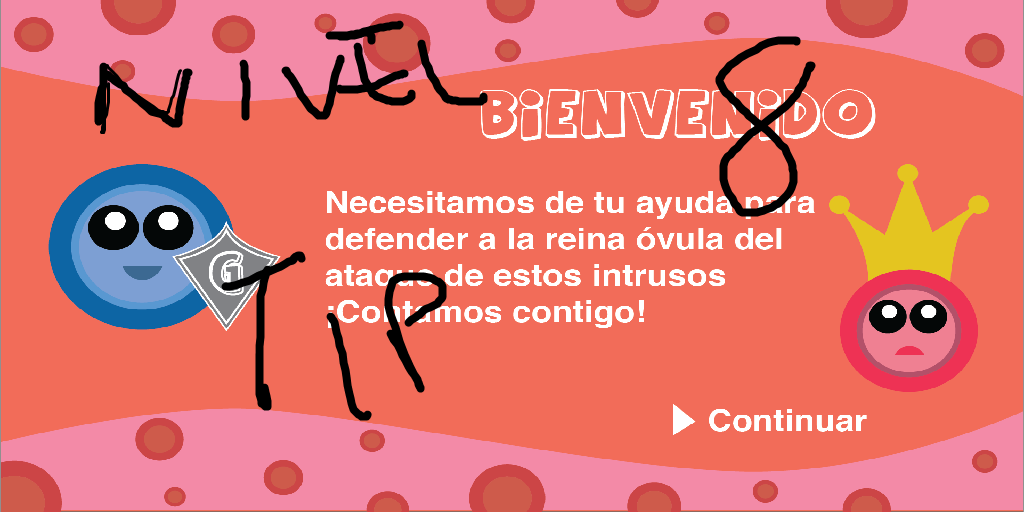 NIVEL 8
BiENVENiDO
Necesitamos de tu ayuda para
defender a la reina óvula del
ataque de estos intrusos
¡Contamos contigo!
G
TIP
Continuar